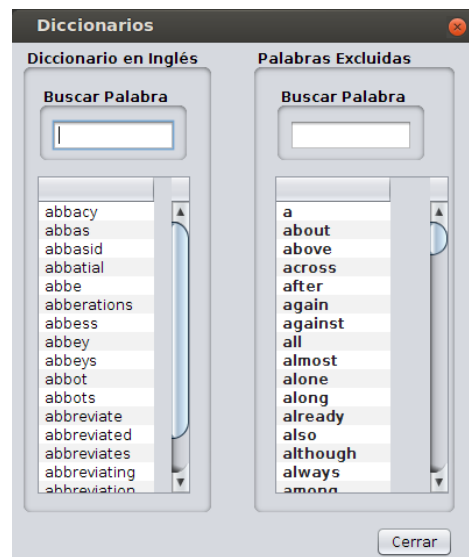 Diccionarios
Diccionario en Inglés
Buscar Palabra
abbacy
abbas
abbasid
abbatial
abbe
abberations
abbess
abbey
abbeys
abbot
abbots
abbreviate
abbreviated
abbreviates
abbreviating
abbreviation
Palabras Excluidas
Buscar Palabra
a
about
above
across
after
again
against
all
almost
alone
along
already
also
although
always
among
Cerrar